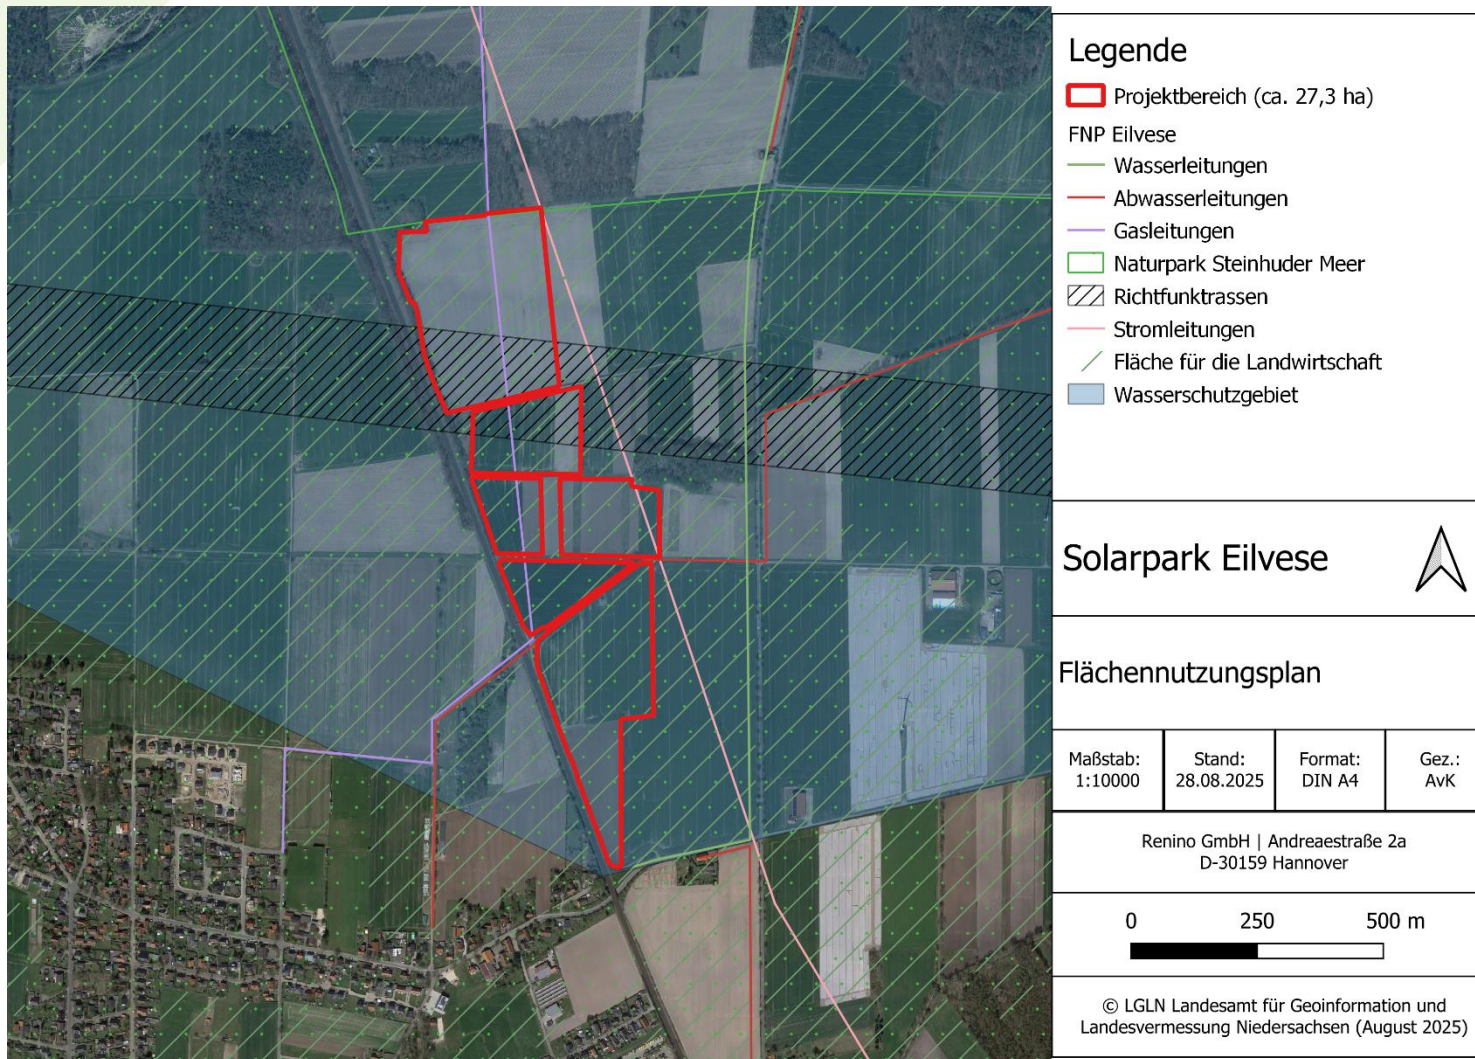 Legende
Projektbereich (ca. 27,3 ha)
FNP Eilvese
Wasserleitungen
Abwasserleitungen
Gasleitungen
Naturpark Steinhuder Meer
Richtfunktrassen
Stromleitungen
Fläche für die Landwirtschaft
Wasserschutzgebiet
Solarpark Eilvese
Flächennutzungsplan
Maßstab:
1:10000
Stand:
28.08.2025
Format:
DIN A4
Gez.:
AvK
Renino GmbH | Andreaestraße 2a
D-30159 Hannover
0 250 500 m
© LGLN Landesamt für Geoinformation und
Landesvermessung Niedersachsen (August 2025)